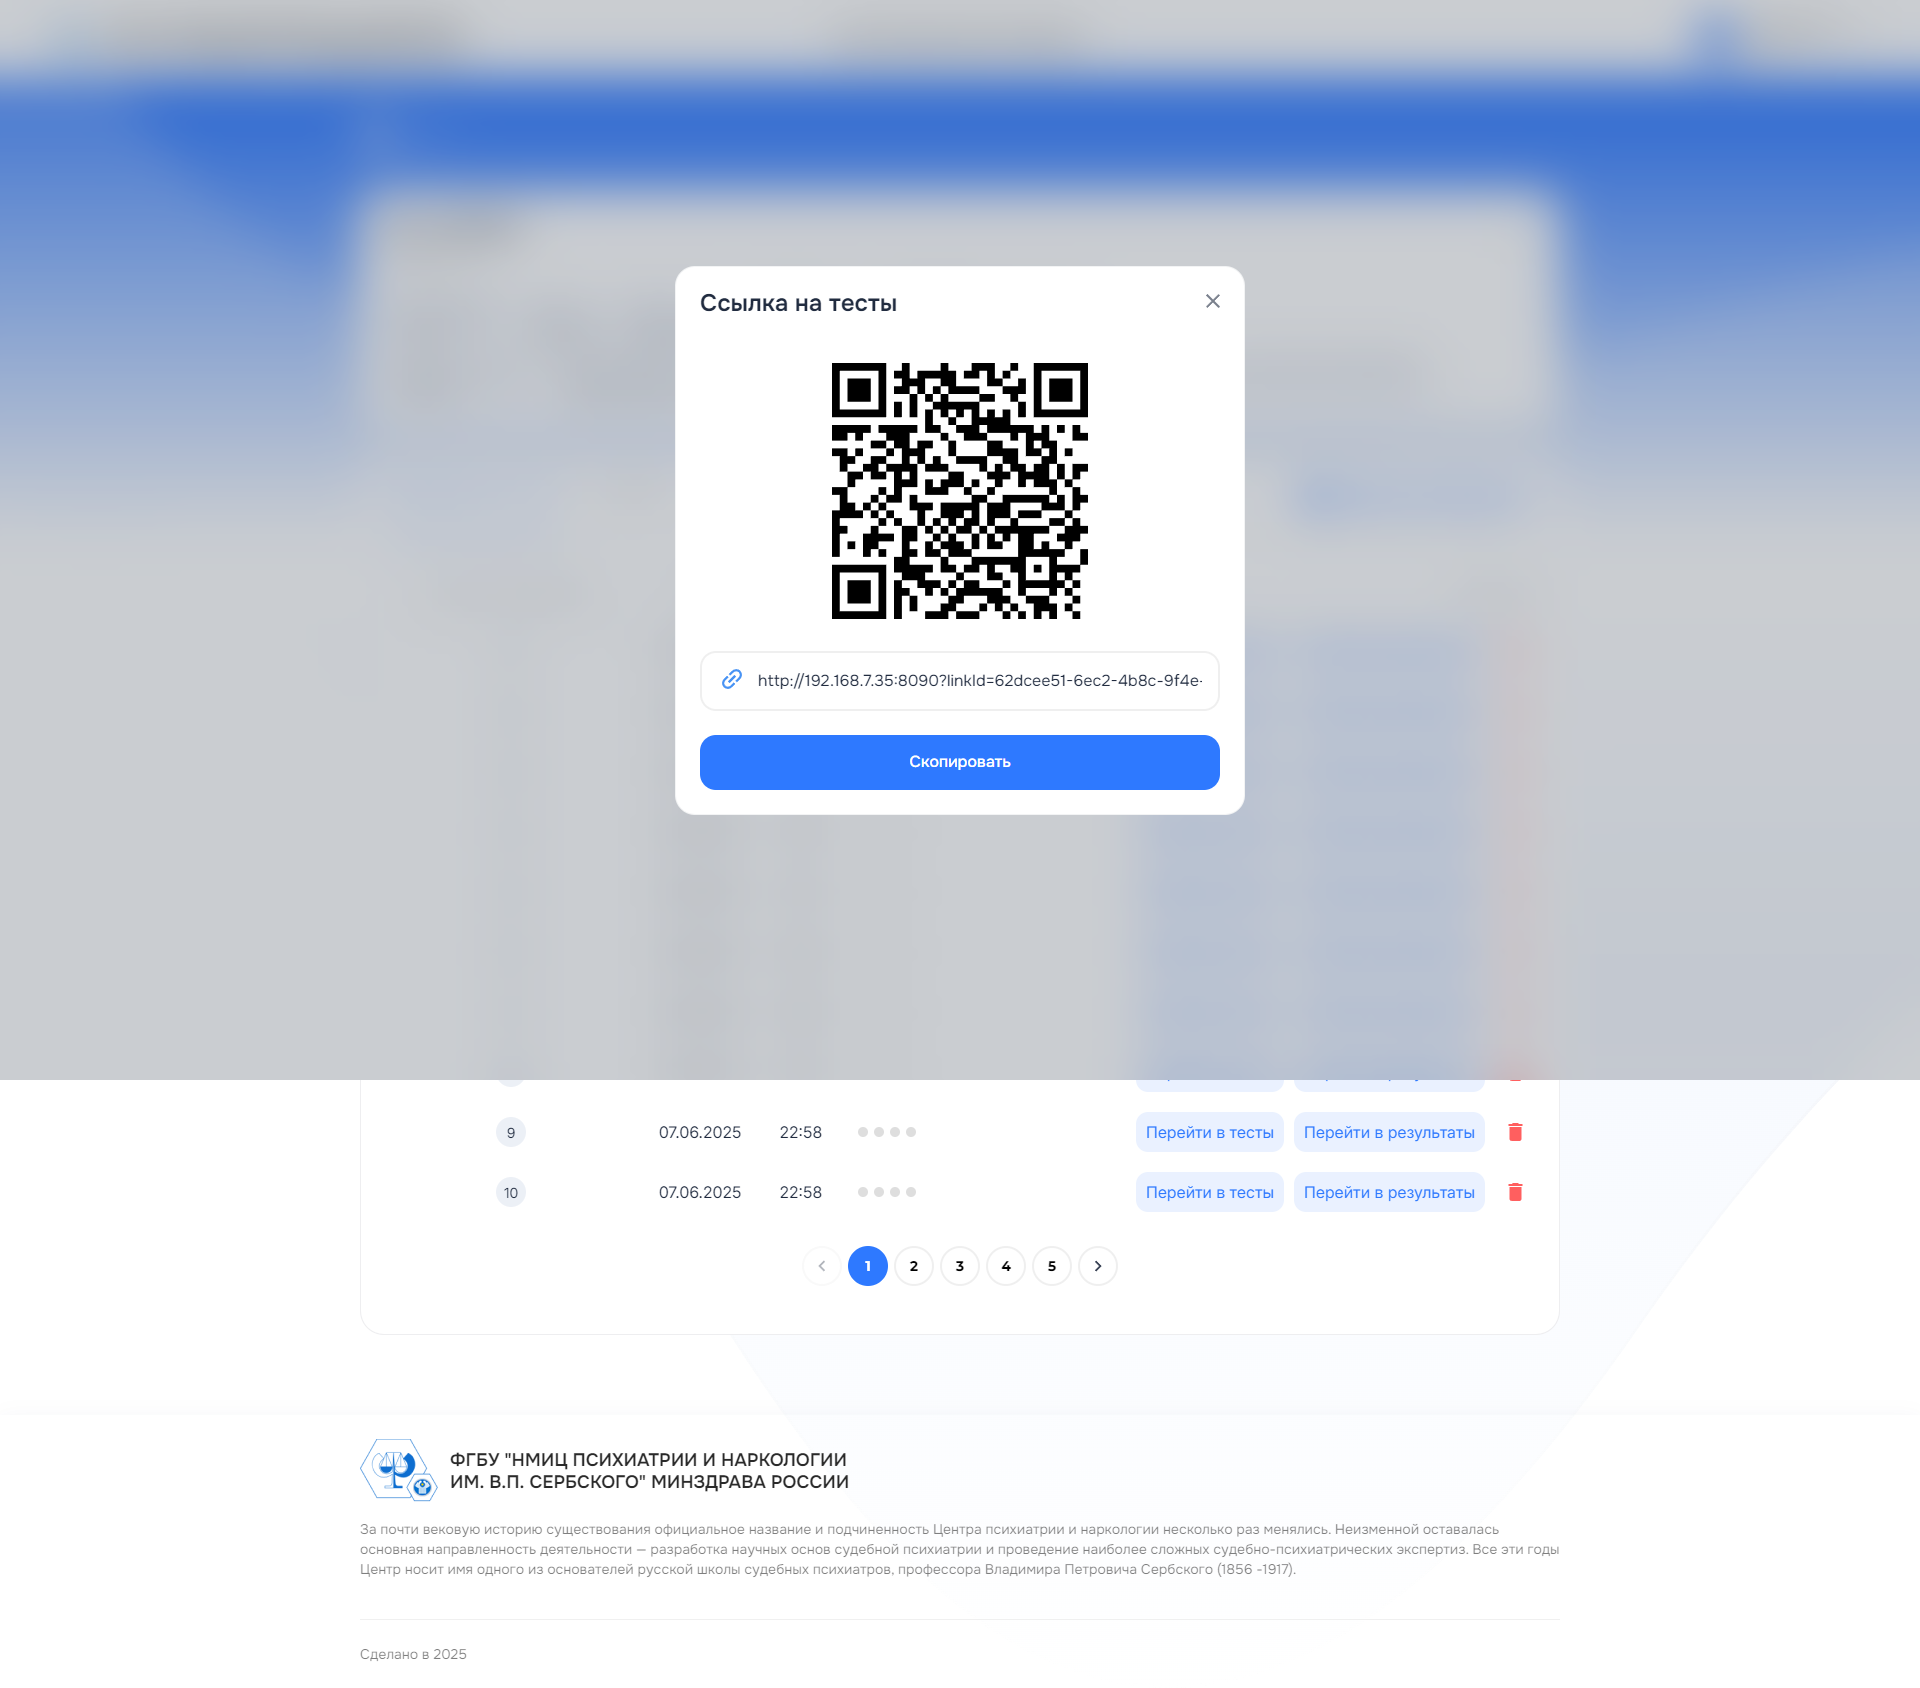 Ссылка на тесты
http://192.168.7.35:8090?linkId=62dcee51-6ec2-4b8c-9f4e-
Скопировать
9 07.06.2025 22:58 Перейти в тесты Перейти в результаты
10 07.06.2025 22:58 Перейти в тесты Перейти в результаты
1 2 3 4 5
ФГБУ "НМИЦ ПСИХИАТРИИ И НАРКОЛОГИИ
ИМ. В.П. СЕРБСКОГО" МИНЗДРАВА РОССИИ
За почти вековую историю существования официальное название и подчиненность Центра психиатрии и наркологии несколько раз менялись. Неизменной оставалась
основная направленность деятельности — разработка научных основ судебной психиатрии и проведение наиболее сложных судебно-психиатрических экспертиз. Все эти годы
Центр носит имя одного из основателей русской школы судебных психиатров, профессора Владимира Петровича Сербского (1856 -1917).
Сделано в 2025